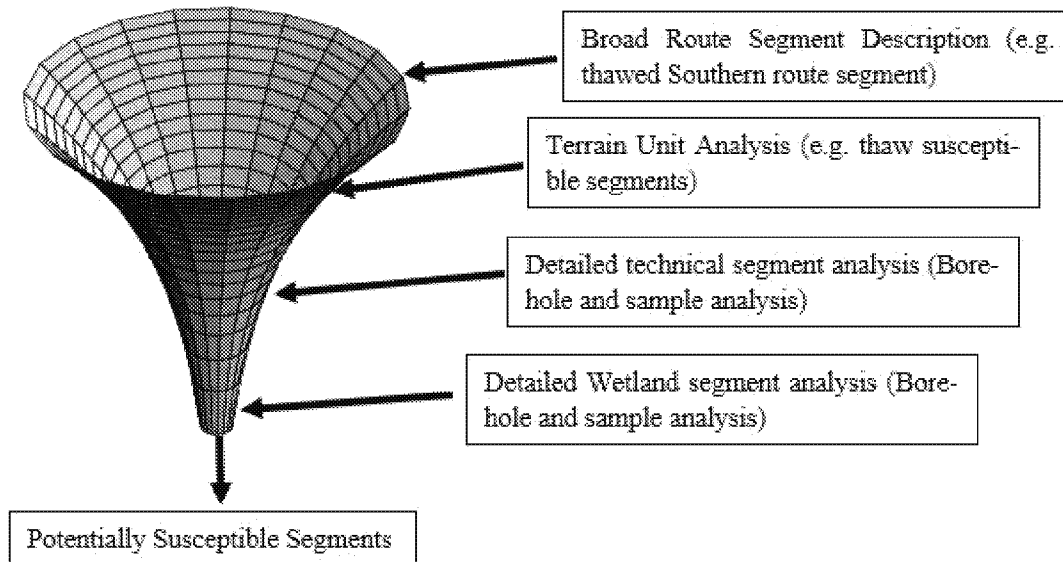 Broad Route Segment Description (e.g.
thawed Southern route segment)
Terrain Unit Analysis (e.g. thaw suscepti-
ble segments)
Detailed technical segment analysis (Bore-
hole and sample analysis)
Detailed Wetland segment analysis (Bore-
hole and sample analysis)
Potentially Susceptible Segments